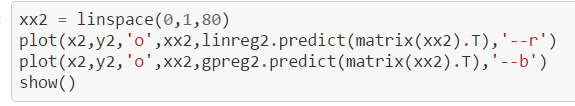 xx2 = linspace(0,1,80)
plot(x2,y2,'o',xx2,linreg2.predict(matrix(xx2).T),'--r')
plot(x2,y2,'o',xx2,gpreg2.predict(matrix(xx2).T),'--b')
show()